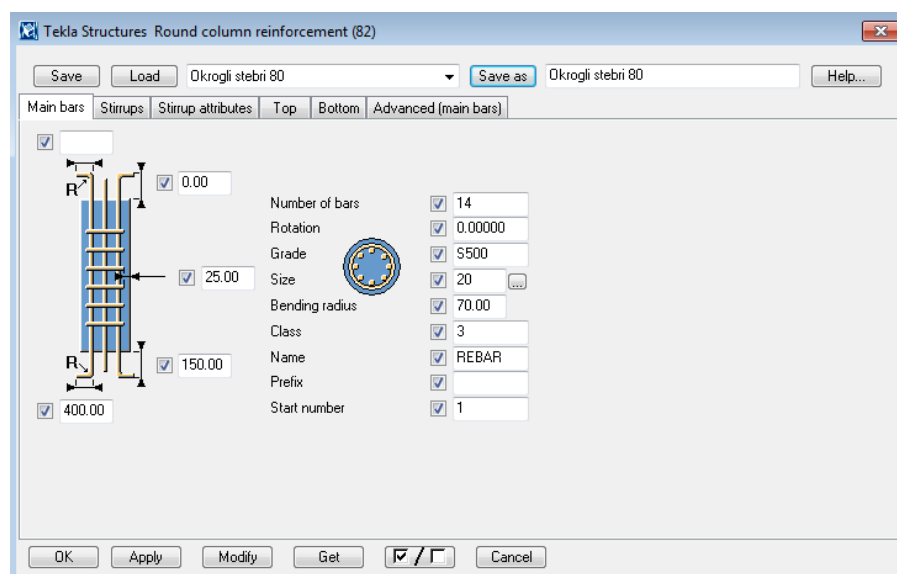 Tekla Structures Round column reinforcement (82)
Save Load Okrogli stebri 80 Save as Okrogli stebri 80 Help...
Main bars Stirrups Stirrup attributes Top Bottom Advanced (main bars)
R 0.00
Number of bars 14
Rotation 0.00000
Grade S500
25.00 Size 20 ...
Bending radius 70.00
Class 3
R 150.00 Name REBAR
Prefix
400.00 Start number 1
OK Apply Modify Get / Cancel